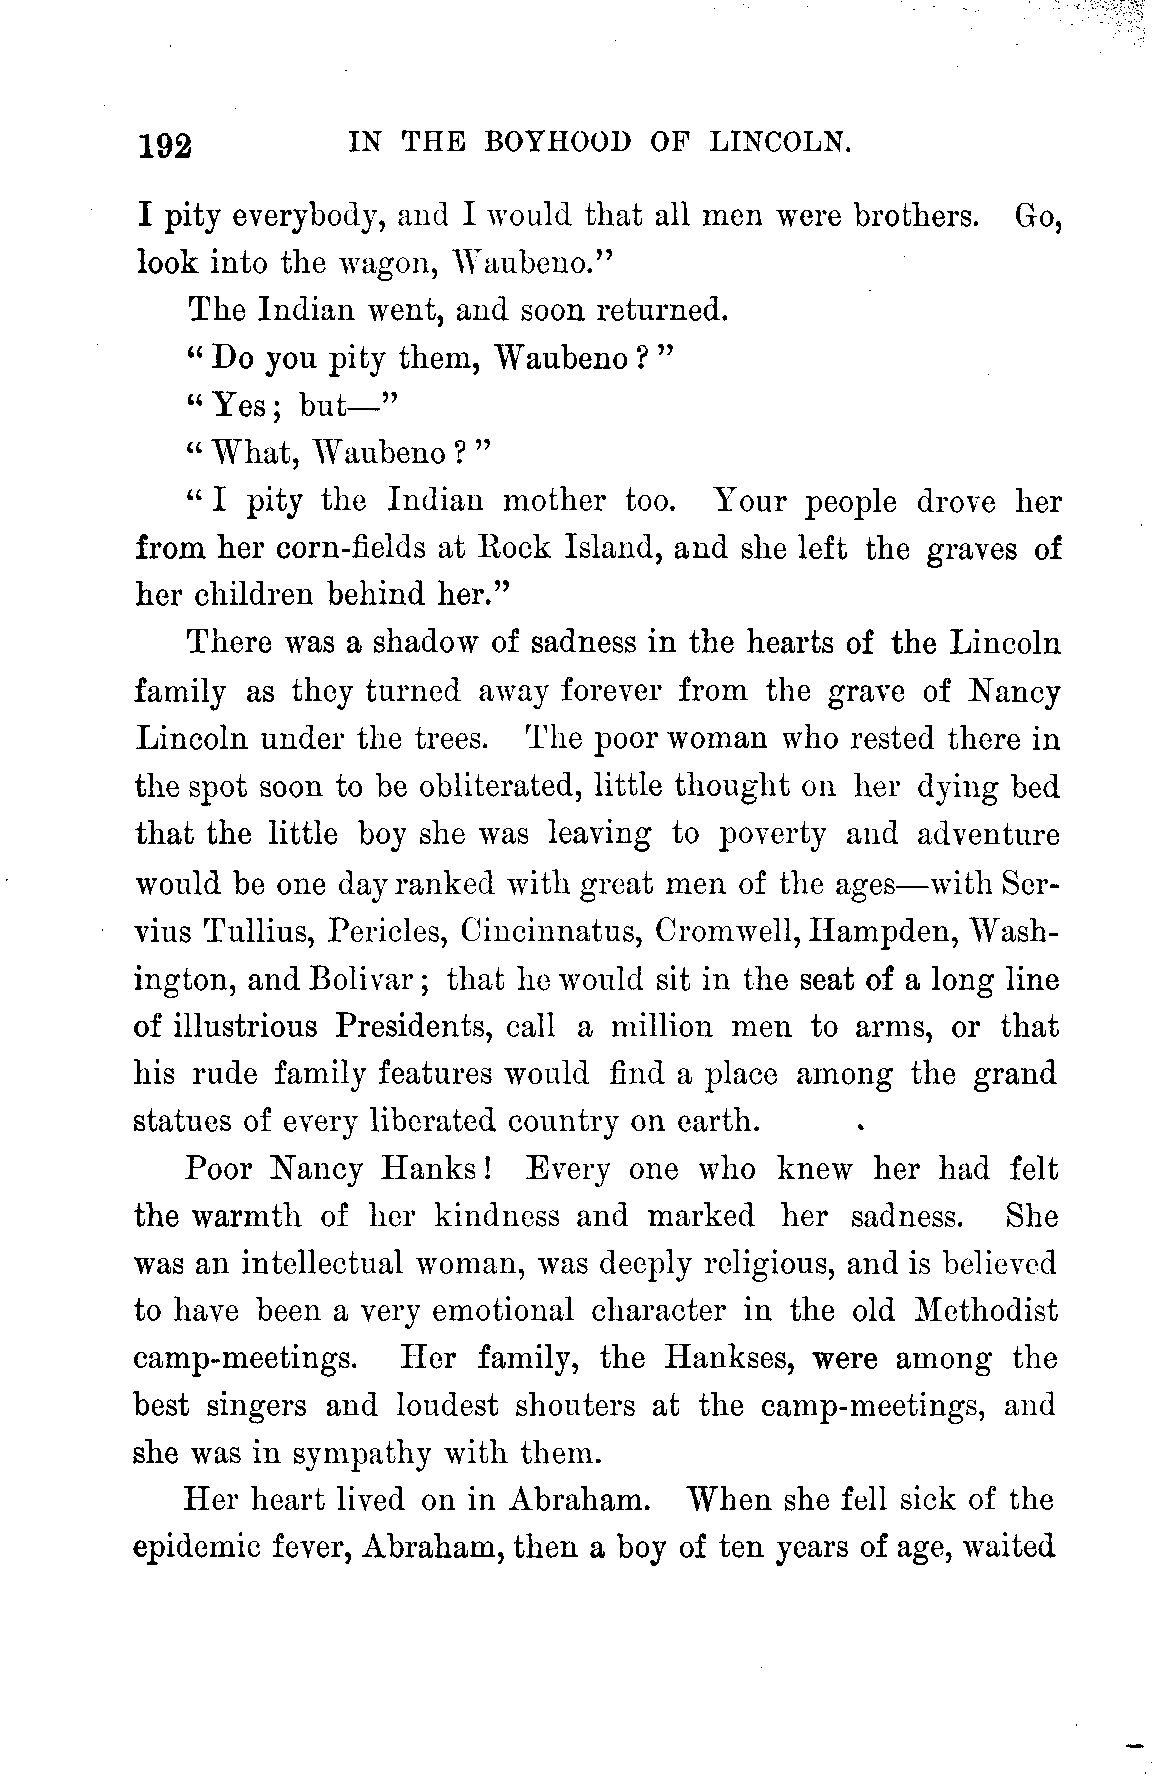 192 IN THE BOYHOOD OF LINCOLN.
I pity everybody, and I would that all men were brothers. Go,
look into the wagon, Waubeno."
The Indian went, and soon returned.
"Do you pity them, Waubeno?"
"Yes; but—"
"What, Waubeno?"
"I pity the Indian mother too. Your people drove her
from her corn-fields at Rock Island, and she left the graves of
her children behind her."
There was a shadow of sadness in the hearts of the Lincoln
family as they turned away forever from the grave of Nancy
Lincoln under the trees. The poor woman who rested there in
the spot soon to be obliterated, little thought on her dying bed
that the little boy she was leaving to poverty and adventure
would be one day ranked with great men of the ages—with Ser-
vius Tullius, Pericles, Cincinnatus, Cromwell, Hampden, Wash-
ington, and Bolivar; that he would sit in the seat of a long line
of illustrious Presidents, call a million men to arms, or that
his rude family features would find a place among the grand
statues of every liberated country on earth.
Poor Nancy Hanks! Every one who knew her had felt
the warmth of her kindness and marked her sadness. She
was an intellectual woman, was deeply religious, and is believed
to have been a very emotional character in the old Methodist
camp-meetings. Her family, the Hankses, were among the
best singers and loudest shouters at the camp-meetings, and
she was in sympathy with them.
Her heart lived on in Abraham. When she fell sick of the
epidemic fever, Abraham, then a boy of ten years of age, waited